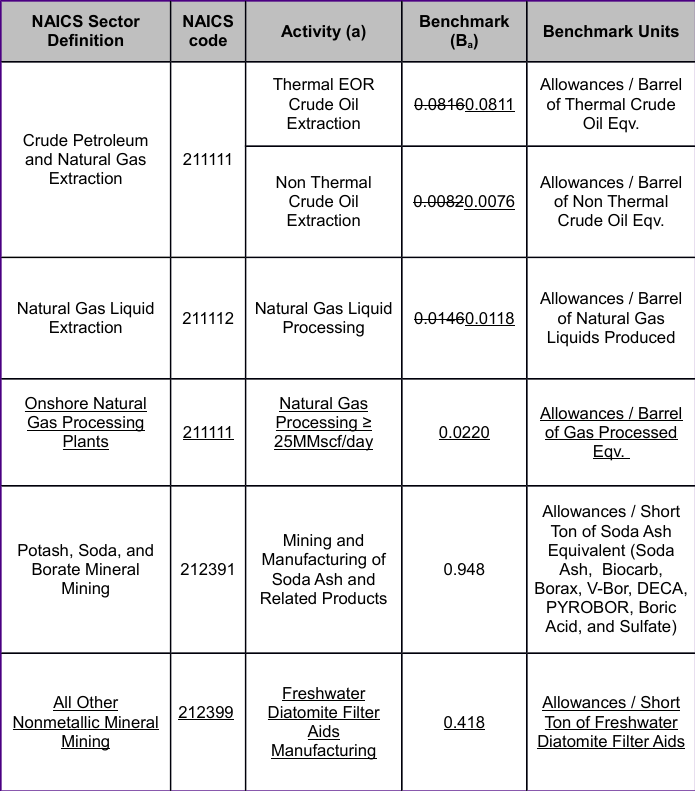 NAICS Sector
Definition
NAICS
code
Activity (a)
Benchmark
(Ba)
Benchmark Units
Crude Petroleum
and Natural Gas
Extraction
211111
Thermal EOR
Crude Oil
Extraction
0.08160.0811
Allowances / Barrel
of Thermal Crude
Oil Eqv.
Non Thermal
Crude Oil
Extraction
0.00820.0076
Allowances / Barrel
of Non Thermal
Crude Oil Eqv.
Natural Gas Liquid
Extraction
211112
Natural Gas Liquid
Processing
0.01460.0118
Allowances / Barrel
of Natural Gas
Liquids Produced
Onshore Natural
Gas Processing
Plants
211111
Natural Gas
Processing ≥
25MMscf/day
0.0220
Allowances / Barrel
of Gas Processed
Eqv.
Potash, Soda, and
Borate Mineral
Mining
212391
Mining and
Manufacturing of
Soda Ash and
Related Products
0.948
Allowances / Short
Ton of Soda Ash
Equivalent (Soda
Ash, Biocarb,
Borax, V-Bor, DECA,
PYROBOR, Boric
Acid, and Sulfate)
All Other
Nonmetallic Mineral
Mining
212399
Freshwater
Diatomite Filter
Aids
Manufacturing
0.418
Allowances / Short
Ton of Freshwater
Diatomite Filter Aids